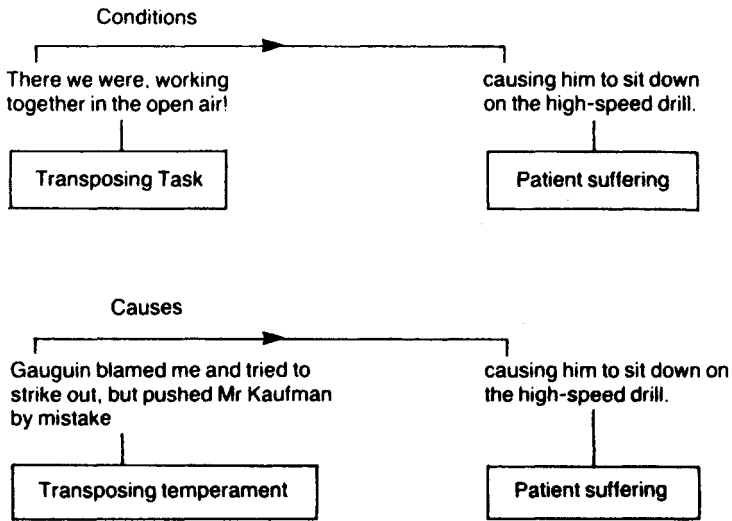 Conditions
There we were, working
together in the open air!
causing him to sit down
on the high-speed drill.
Transposing Task
Patient suffering
Causes
Gauguin blamed me and tried to
strike out, but pushed Mr Kaufman
by mistake
causing him to sit down on
the high-speed drill.
Transposing temperament
Patient suffering